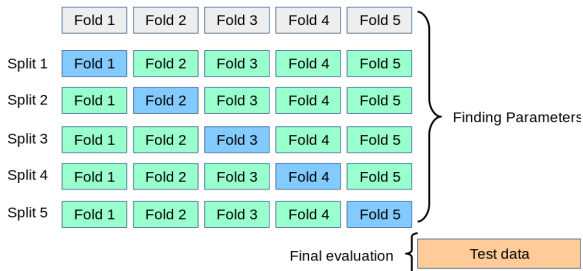 Fold 1 Fold 2 Fold 3 Fold 4 Fold 5
Split 1 Fold 1 Fold 2 Fold 3 Fold 4 Fold 5
Split 2 Fold 1 Fold 2 Fold 3 Fold 4 Fold 5
Finding Parameters
Split 3 Fold 1 Fold 2 Fold 3 Fold 4 Fold 5
Split 4 Fold 1 Fold 2 Fold 3 Fold 4 Fold 5
Split 5 Fold 1 Fold 2 Fold 3 Fold 4 Fold 5
Final evaluation Test data